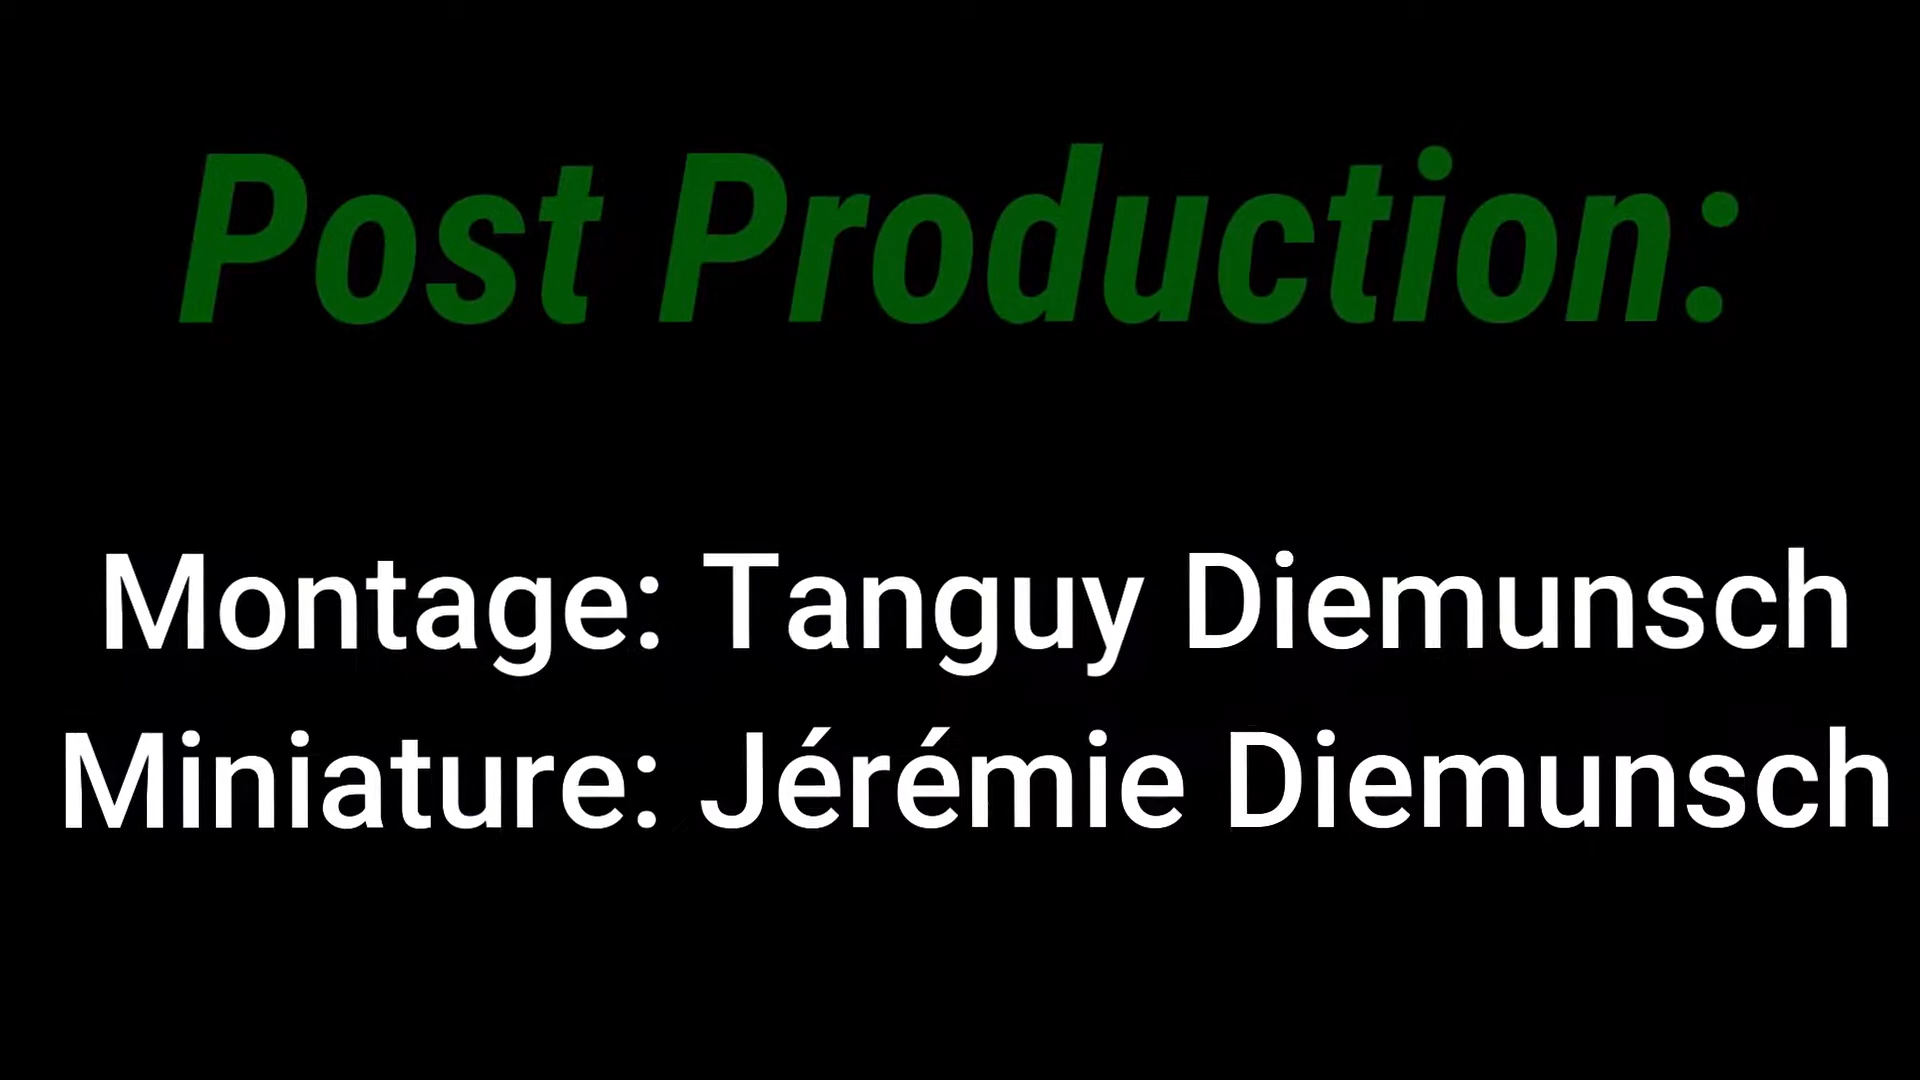 Post Production:
Montage: Tanguy Diemunsch
Miniature: Jérémie Diemunsch